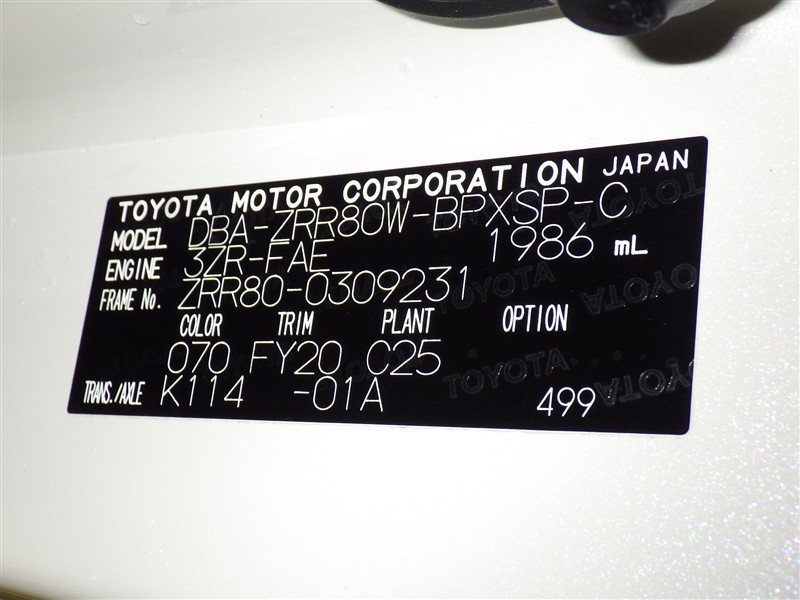 TOYOTA MOTOR CORPORATION JAPAN
MODEL DBA-ZRR80W-BPXSP-C
ENGINE 3ZR-FAE 1986 mL
FRAME No. ZRR80-0309231
COLOR TRIM PLANT OPTION
070 FY20 C25
TRANS./AXLE K114 -01A 499